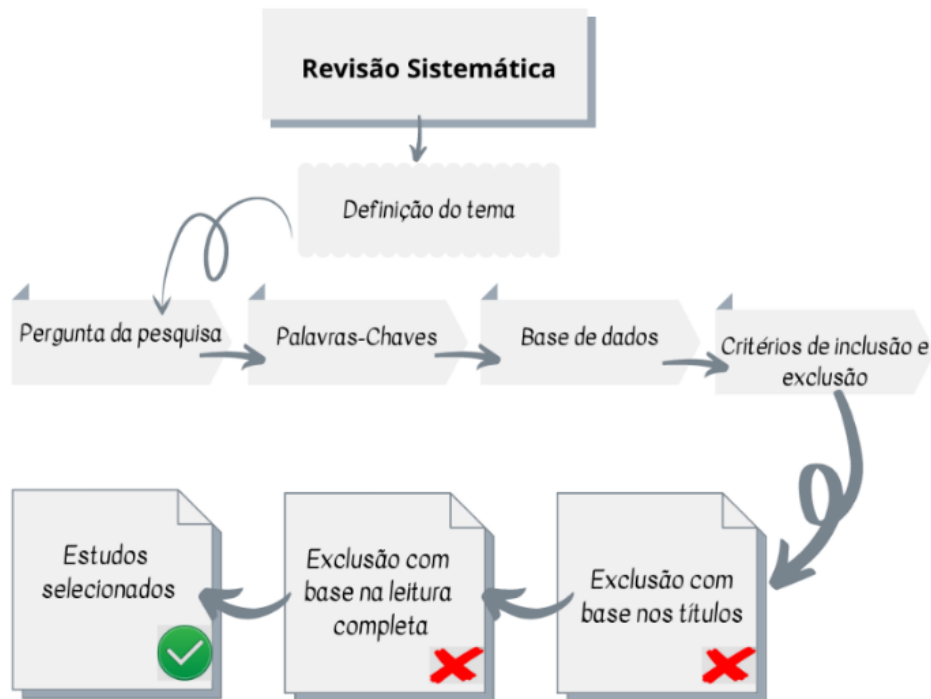 Revisão Sistemática
Definição do tema
Pergunta da pesquisa
Palavras-Chaves
Base de dados
Critérios de inclusão e
exclusão
Exclusão com
base nos títulos
Exclusão com
base na leitura
completa
Estudos
selecionados